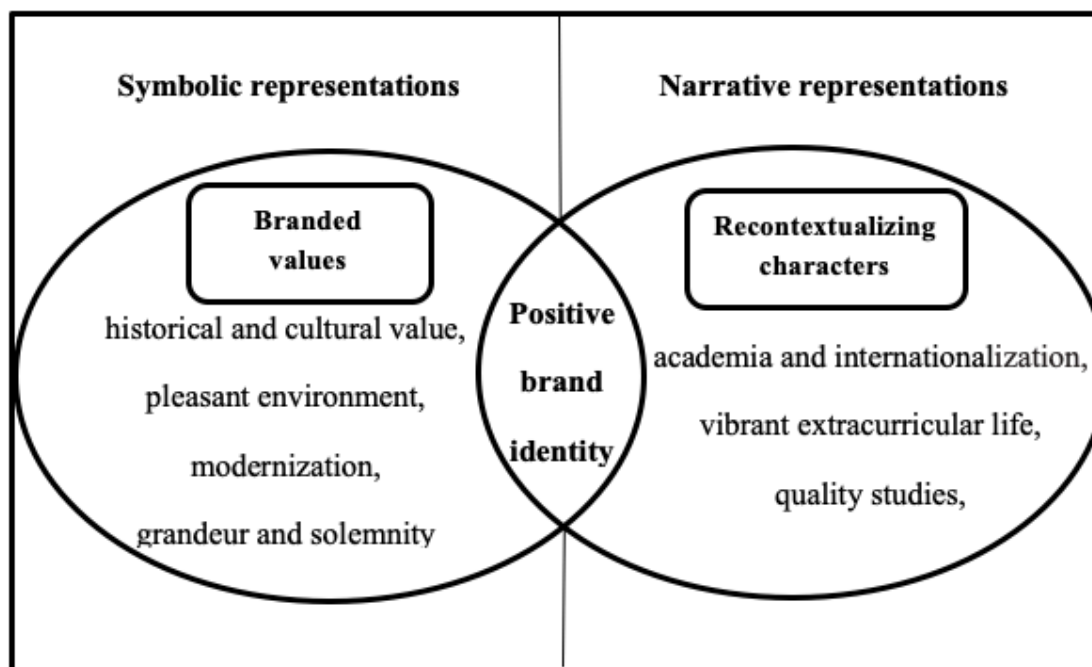 Symbolic representations
Narrative representations
Branded
values
historical and cultural value,
pleasant environment,
modernization,
grandeur and solemnity
Positive
brand
identity
Recontextualizing
characters
academia and internationalization,
vibrant extracurricular life,
quality studies,